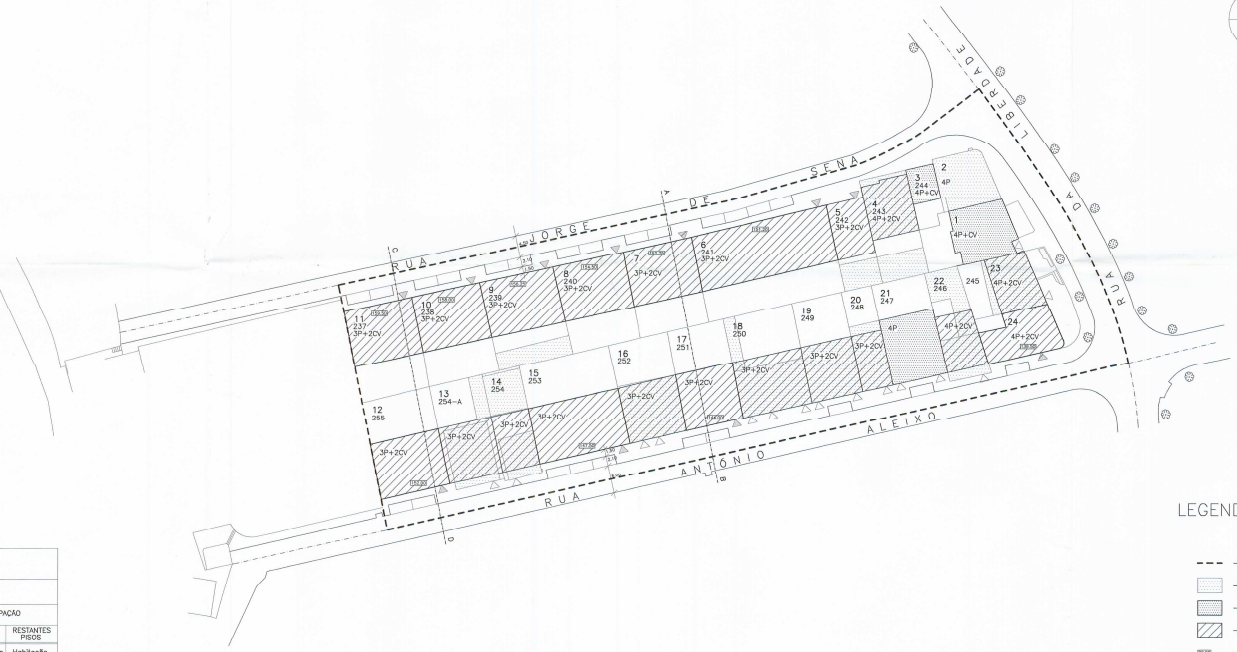 LIBERDADE
DA
RUA
RUA JORGE DE SENA
2
4P
3
244
4P+CV
4
243
4P+2CV
5
242
3P+2CV
1
4P+CV
6
241
3P+2CV
7
3P+2CV
8
240
3P+2CV
9
239
3P+2CV
10
238
3P+2CV
11
237
3P+2CV
A
C
23
4P+2CV
24
4P+2CV
245
22
246
4P+2CV
21
247
4P
20
248
3P+2CV
19
249
3P+2CV
18
250
3P+2CV
17
251
3P+2CV
16
252
3P+2CV
15
253
3P+2CV
14
254
3P+2CV
13
254-A
3P+2CV
12
3P+2CV
B
D
RUA ANTÓNIO ALEIXO
LEGEND
RESTANTES
PISOS
Habitação